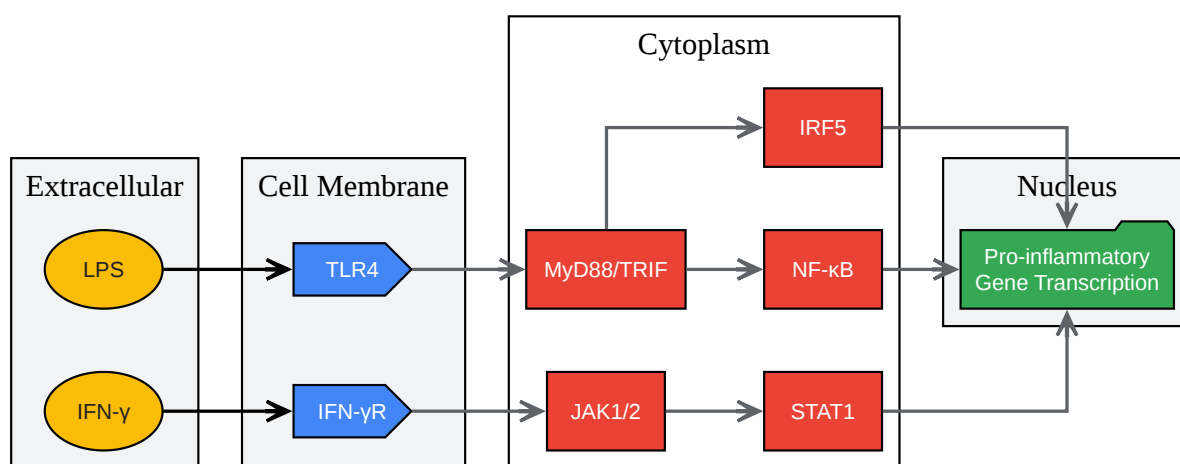 Cytoplasm
IRF5
Extracellular
Cell Membrane
Nucleus
LPS
TLR4
MyD88/TRIF
NF-κB
Pro-inflammatory
Gene Transcription
IFN-γ
IFN-γR
JAK1/2
STAT1